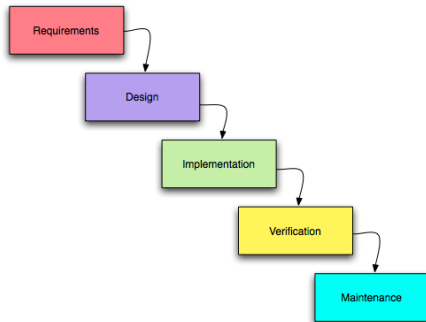 Requirements
Design
Implementation
Verification
Maintenance